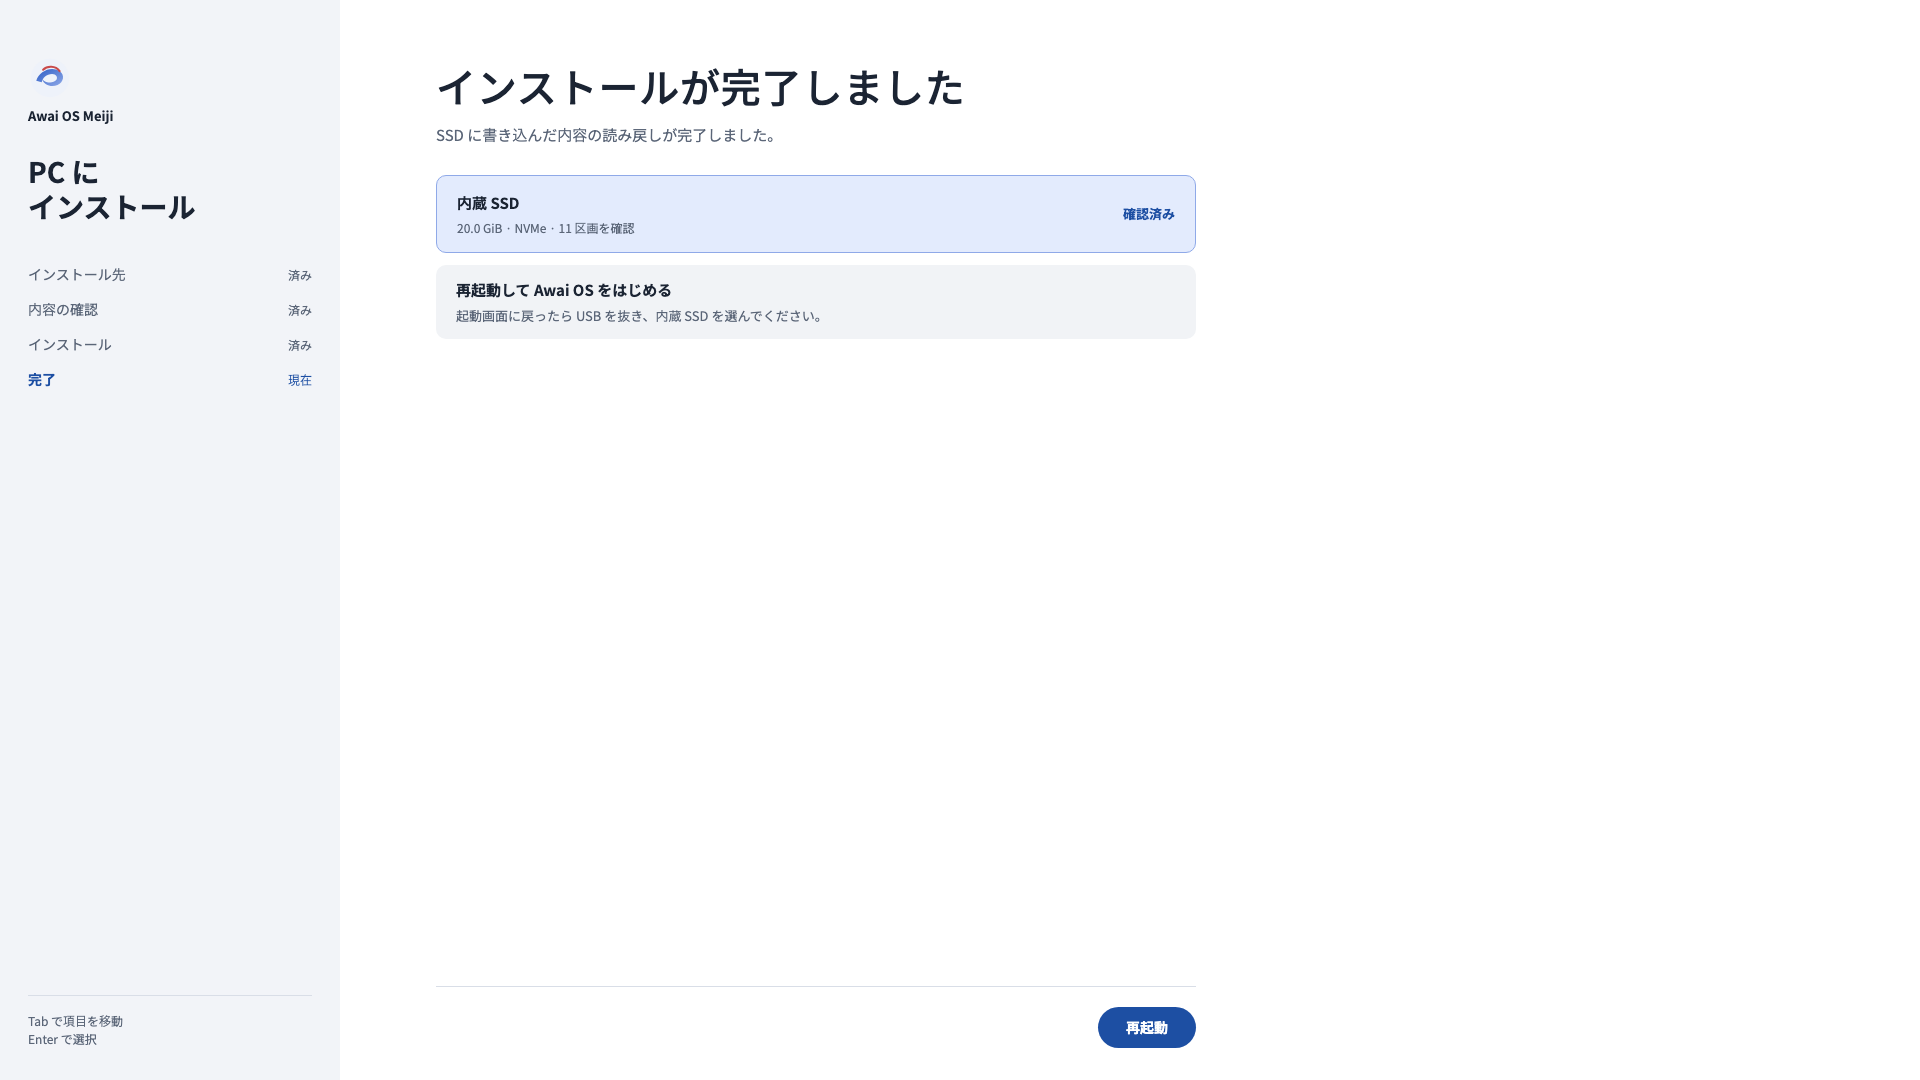 Awai OS Meiji
PC に
インストール
インストール先 済み
内容の確認 済み
インストール 済み
完了 現在
Tab で項目を移動
Enter で選択
インストールが完了しました
SSD に書き込んだ内容の読み戻しが完了しました。
内蔵 SSD
20.0 GiB · NVMe · 11 区画を確認
確認済み
再起動して Awai OS をはじめる
起動画面に戻ったら USB を抜き、内蔵 SSD を選んでください。
再起動